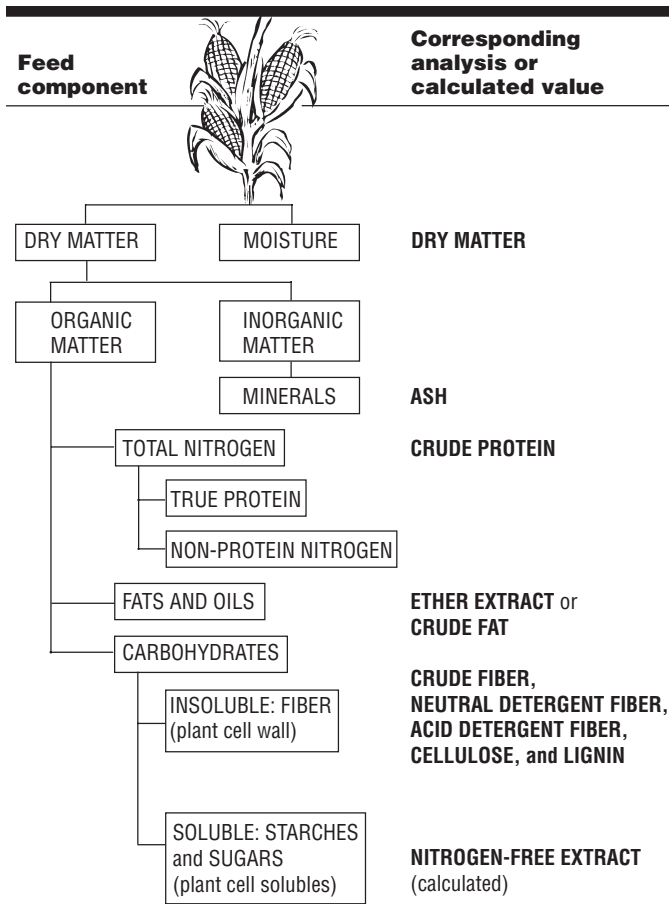 Feed
component
Corresponding
analysis or
calculated value
DRY MATTER
MOISTURE
DRY MATTER
ORGANIC
MATTER
INORGANIC
MATTER
MINERALS
ASH
TOTAL NITROGEN
CRUDE PROTEIN
TRUE PROTEIN
NON-PROTEIN NITROGEN
FATS AND OILS
ETHER EXTRACT or
CRUDE FAT
CARBOHYDRATES
INSOLUBLE: FIBER
(plant cell wall)
CRUDE FIBER,
NEUTRAL DETERGENT FIBER,
ACID DETERGENT FIBER,
CELLULOSE, and LIGNIN
SOLUBLE: STARCHES
and SUGARS
(plant cell solubles)
NITROGEN-FREE EXTRACT
(calculated)